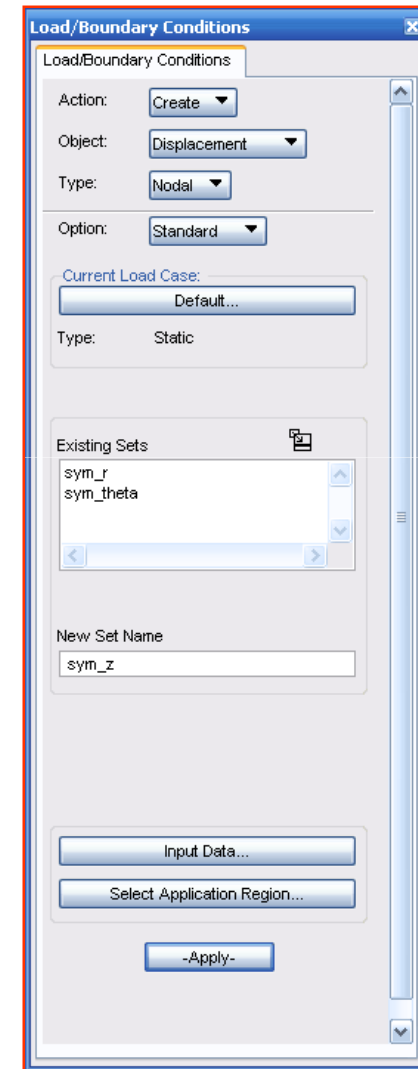 Load/Boundary Conditions
Load/Boundary Conditions
Action: Create
Object: Displacement
Type: Nodal
Option: Standard
Current Load Case:
Default...
Type: Static
Existing Sets
sym_r
sym_theta
New Set Name
sym_z
Input Data...
Select Application Region...
-Apply-